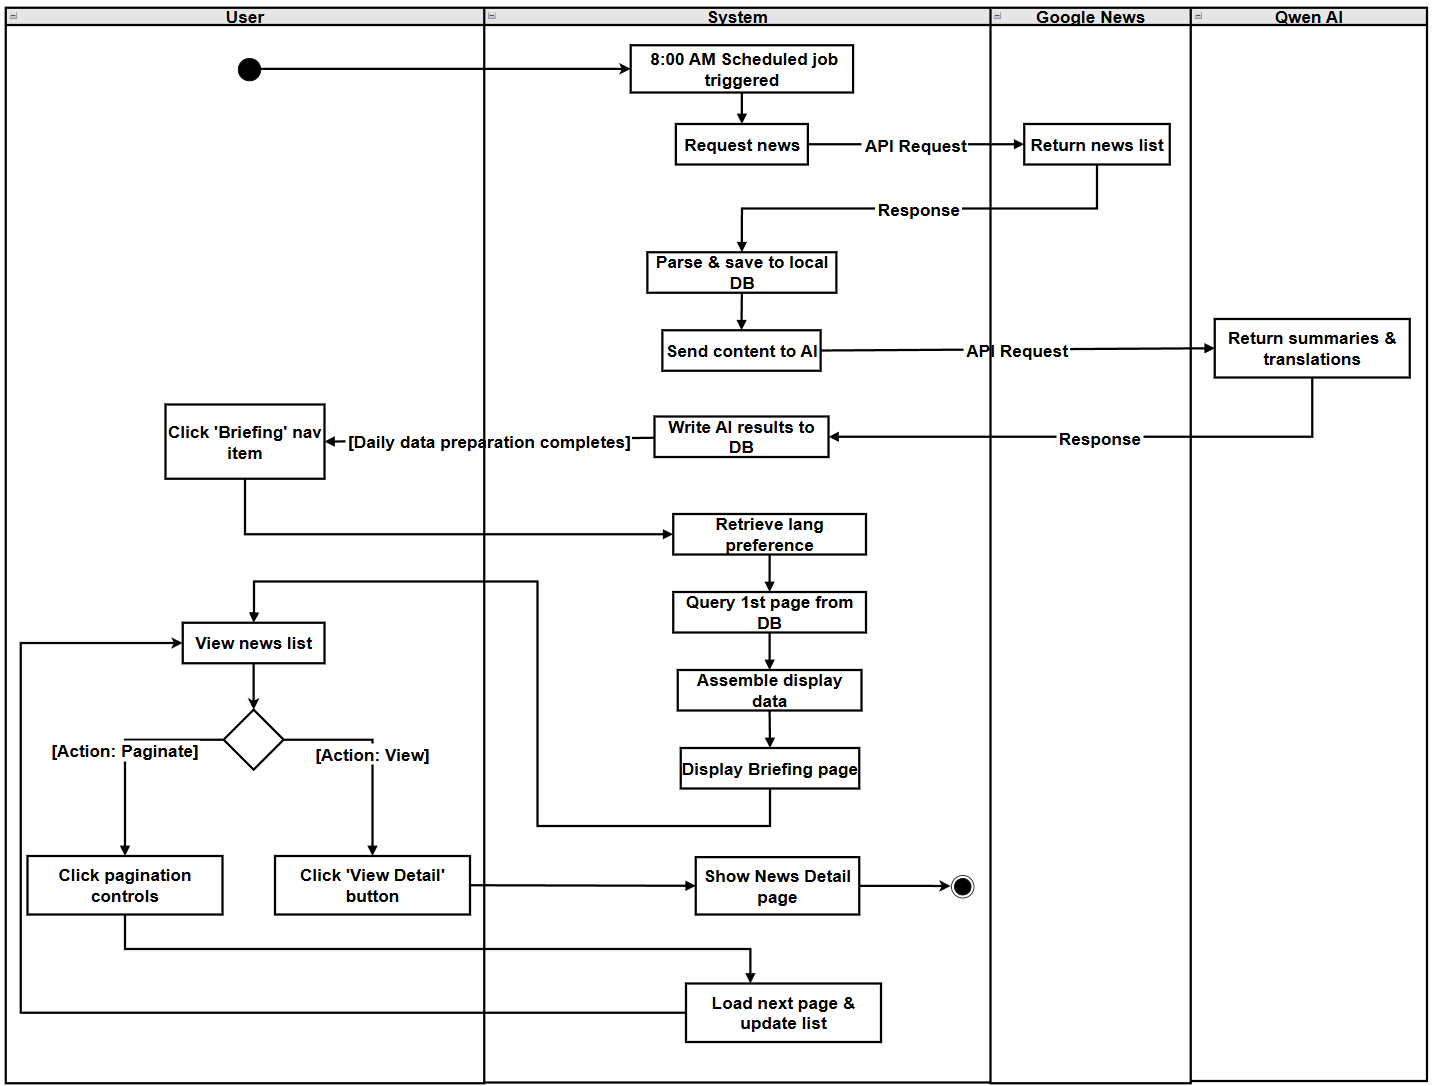 User
System
Google News
Qwen AI
8:00 AM Scheduled job
triggered
Request news
API Request
Return news list
Response
Parse & save to local
DB
Send content to AI
API Request
Return summaries &
translations
Click 'Briefing' nav
item
[Daily data preparation completes]
Write AI results to
DB
Response
Retrieve lang
preference
Query 1st page from
DB
View news list
Assemble display
data
[Action: Paginate]
[Action: View]
Display Briefing page
Click pagination
controls
Click 'View Detail'
button
Show News Detail
page
Load next page &
update list